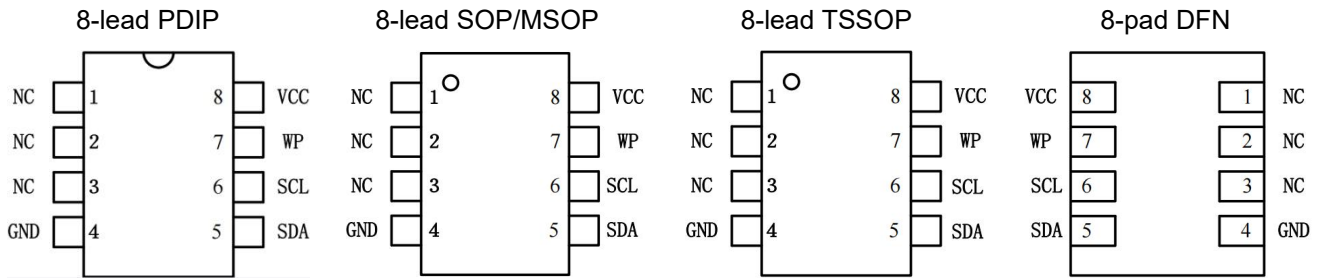 8-lead PDIP 8-lead SOP/MSOP 8-lead TSSOP 8-pad DFN
NC 1 8 VCC NC 1 8 VCC NC 1 8 VCC VCC 8 1 NC
NC 2 7 WP NC 2 7 WP NC 2 7 WP WP 7 2 NC
NC 3 6 SCL NC 3 6 SCL NC 3 6 SCL SCL 6 3 NC
GND 4 5 SDA GND 4 5 SDA GND 4 5 SDA SDA 5 4 GND